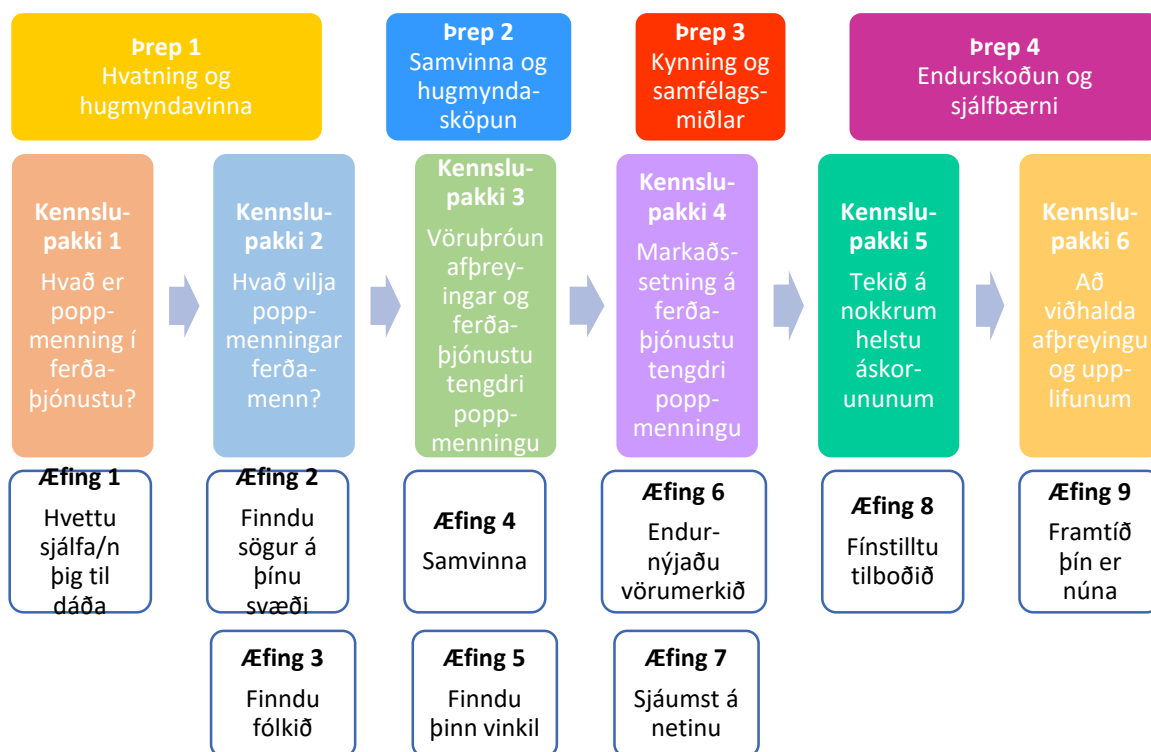 Þrep 1
Hvatning og
hugmyndavinna
Þrep 2
Samvinna og
hugmynda-
sköpun
Þrep 3
Kynning og
samfélags-
miðlar
Þrep 4
Endurskoðun og
sjálfbærni
Kennslu-
pakki 1
Hvað er
popp-
menning í
ferða-
þjónustu?
Kennslu-
pakki 2
Hvað vilja
popp-
menningar
ferða-
menn?
Kennslu-
pakki 3
Vöruþróun
afþrey-
ingar og
ferða-
þjónustu
tengdri
popp-
menningu
Kennslu-
pakki 4
Markaðs-
setning á
ferða-
þjónustu
tengdri
popp-
menningu
Kennslu-
pakki 5
Tekið á
nokkrum
helstu
áskor-
ununum
Kennslu-
pakki 6
Að
viðhalda
afþreyingu
og upp-
lifunum
Æfing 1
Hvettu
sjálfa/n
þig til
dáða
Æfing 2
Finndu
sögur á
þínu
svæði
Æfing 4
Samvinna
Æfing 6
Endur-
nýjaðu
vörumerkið
Æfing 8
Fínstilltu
tilboðið
Æfing 9
Framtíð
þín er
núna
Æfing 3
Finndu
fólkið
Æfing 5
Finndu
þinn vinkil
Æfing 7
Sjáumst á
netinu